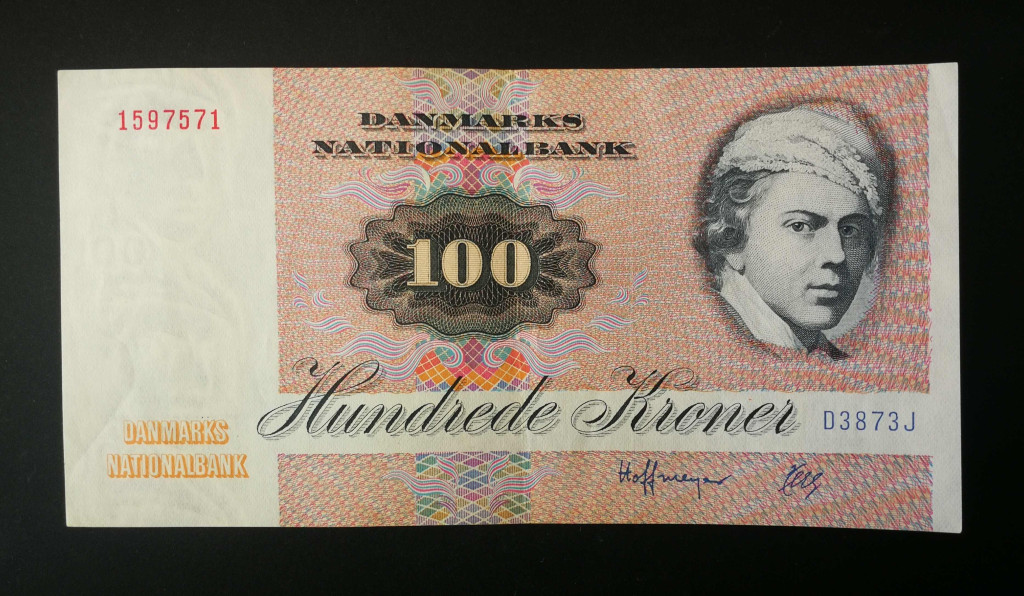 1597571
DANMARKS
NATIONALBANK
100
Hundrede Kroner
D3873J
DANMARKS
NATIONALBANK
Hoffmeyer